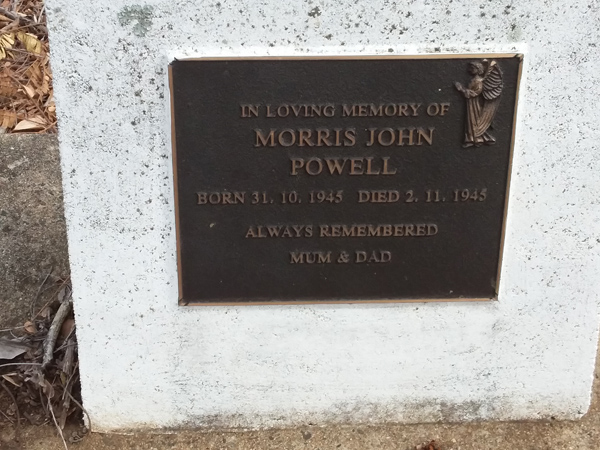 IN LOVING MEMORY OF
MORRIS JOHN
POWELL
BORN 31. 10. 1945 DIED 2. 11. 1945
ALWAYS REMEMBERED
MUM & DAD